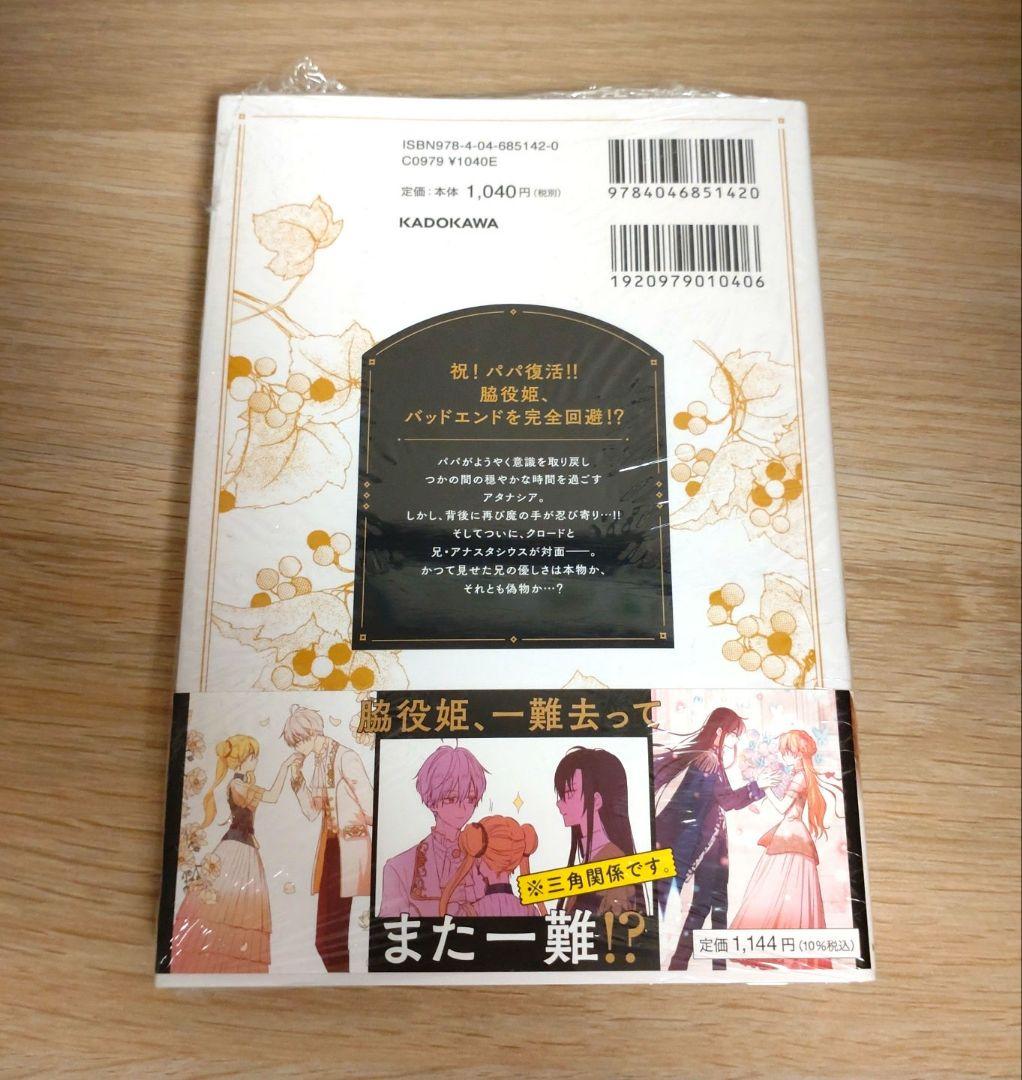 ISBN978-4-04-685142-0
C0979 ¥1040E
定価：本体 1,040円（税別）
KADOKAWA
9784046851420
1920979010406
祝！パパ復活!!
脇役姫、
バッドエンドを完全回避!?
パパがようやく意識を取り戻し
つかの間の穏やかな時間を過ごす
アタナシア。
しかし、背後に再び魔の手が忍び寄り…!!
そしてついに、クロードと
兄・アナスタシウスが対面――。
かつて見せた兄の優しさは本物か、
それとも偽物か…？
脇役姫、一難去って
※三角関係です。
また一難!?
定価 1,144円（10%税込）